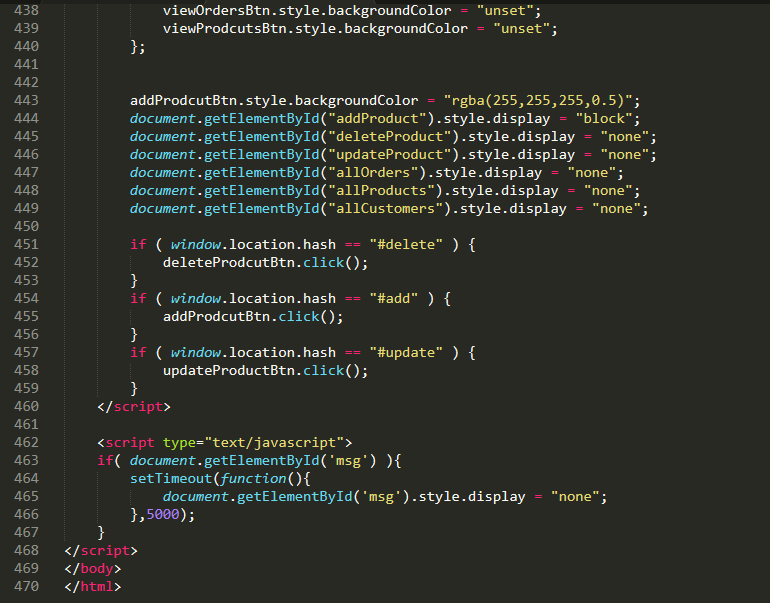 438 viewOrdersBtn.style.backgroundColor = "unset";
439 viewProdcutsBtn.style.backgroundColor = "unset";
440 };
441
442
443 addProdcutBtn.style.backgroundColor = "rgba(255,255,255,0.5)";
444 document.getElementById("addProduct").style.display = "block";
445 document.getElementById("deleteProduct").style.display = "none";
446 document.getElementById("updateProduct").style.display = "none";
447 document.getElementById("allOrders").style.display = "none";
448 document.getElementById("allProducts").style.display = "none";
449 document.getElementById("allCustomers").style.display = "none";
450
451 if ( window.location.hash == "#delete" ) {
452 deleteProdcutBtn.click();
453 }
454 if ( window.location.hash == "#add" ) {
455 addProdcutBtn.click();
456 }
457 if ( window.location.hash == "#update" ) {
458 updateProductBtn.click();
459 }
460 </script>
461
462 <script type="text/javascript">
463 if( document.getElementById('msg') ){
464 setTimeout(function(){
465 document.getElementById('msg').style.display = "none";
466 },5000);
467 }
468 </script>
469 </body>
470 </html>